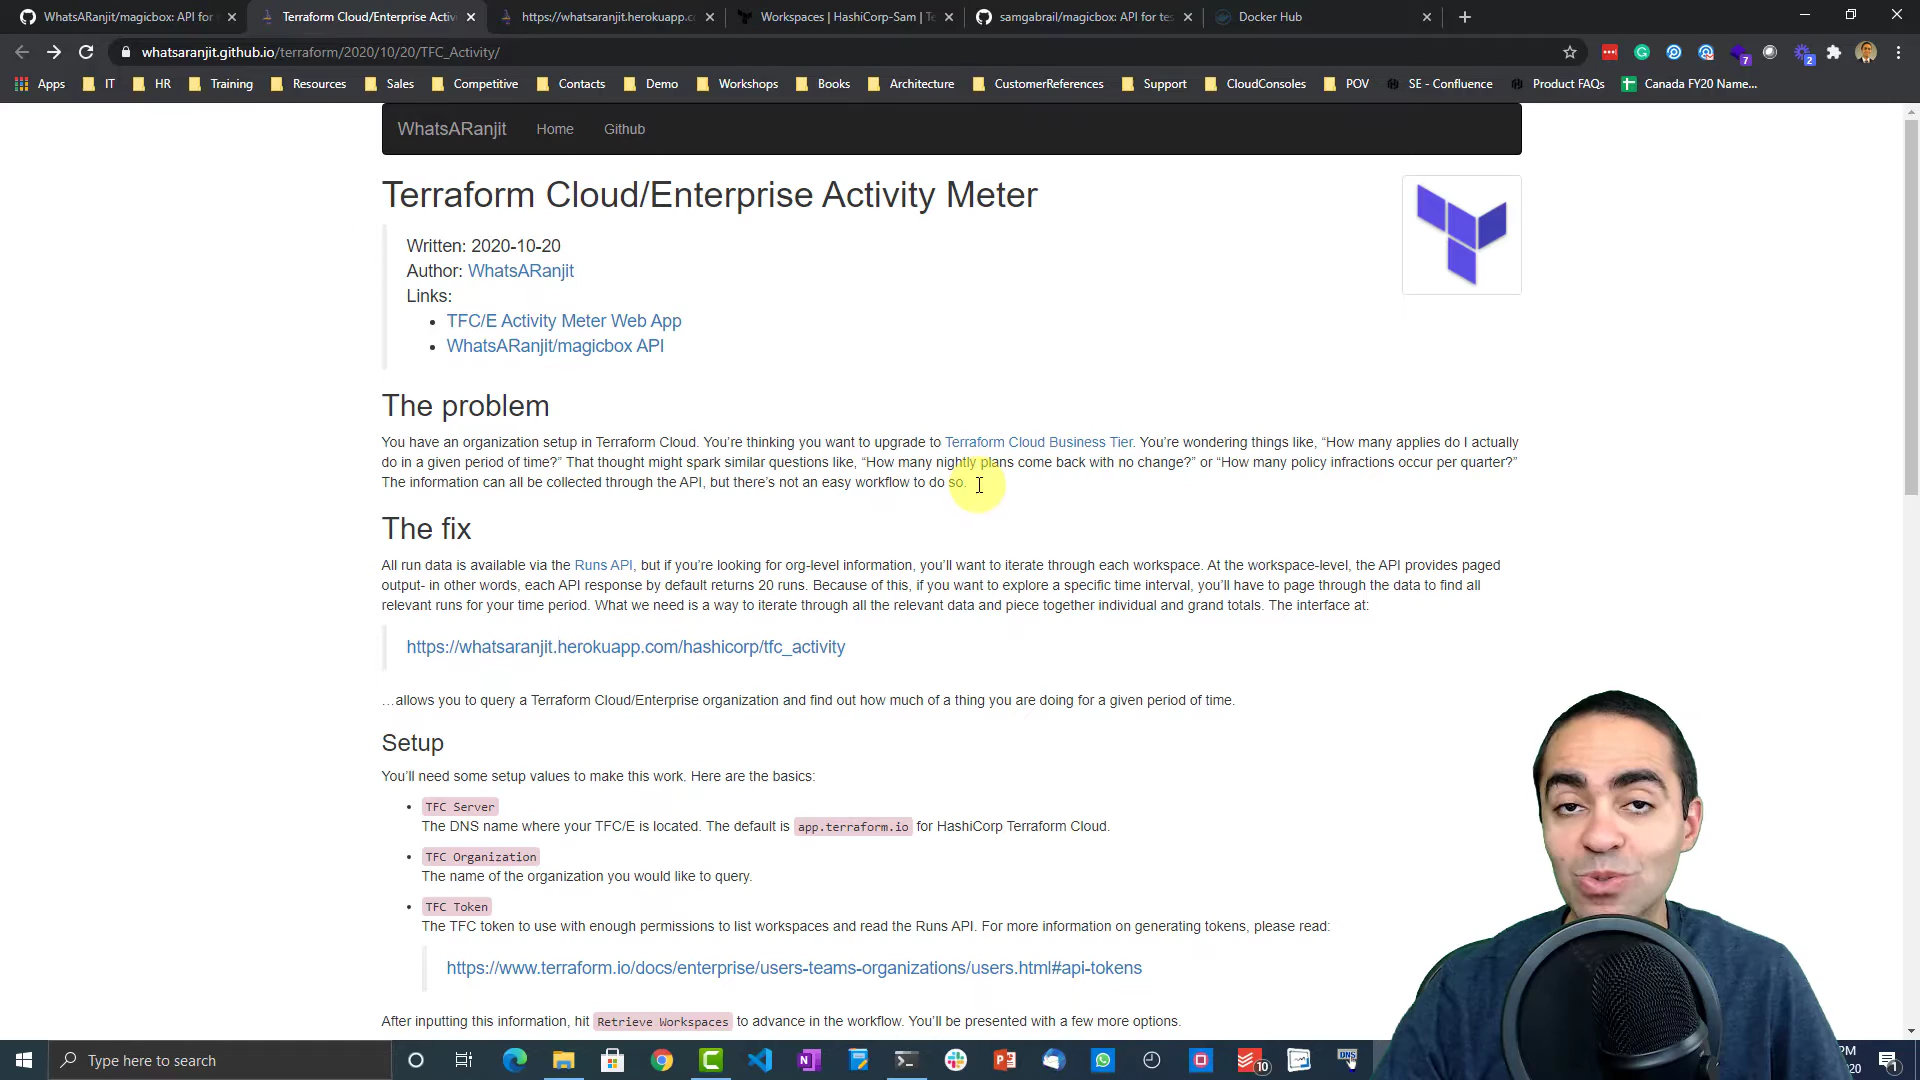 WhatsARanjit/magicbox: API for
Terraform Cloud/Enterprise Activ
https://whatsaranjit.herokuapp.c
Workspaces | HashiCorp-Sam | Te
samgabrail/magicbox: API for tes
Docker Hub
whatsaranjit.github.io/terraform/2020/10/20/TFC_Activity/
7
2
Apps
IT
HR
Training
Resources
Sales
Competitive
Contacts
Demo
Workshops
Books
Architecture
CustomerReferences
Support
CloudConsoles
POV
SE - Confluence
Product FAQs
Canada FY20 Name...
WhatsARanjit
Home
Github
Terraform Cloud/Enterprise Activity Meter
Written: 2020-10-20
Author: WhatsARanjit
Links:
• TFC/E Activity Meter Web App
• WhatsARanjit/magicbox API
The problem
You have an organization setup in Terraform Cloud. You’re thinking you want to upgrade to Terraform Cloud Business Tier. You’re wondering things like, “How many applies do I actually
do in a given period of time?” That thought might spark similar questions like, “How many nightly plans come back with no change?” or “How many policy infractions occur per quarter?”
The information can all be collected through the API, but there’s not an easy workflow to do so.
The fix
All run data is available via the Runs API, but if you’re looking for org-level information, you’ll want to iterate through each workspace. At the workspace-level, the API provides paged
output- in other words, each API response by default returns 20 runs. Because of this, if you want to explore a specific time interval, you’ll have to page through the data to find all
relevant runs for your time period. What we need is a way to iterate through all the relevant data and piece together individual and grand totals. The interface at:
https://whatsaranjit.herokuapp.com/hashicorp/tfc_activity
…allows you to query a Terraform Cloud/Enterprise organization and find out how much of a thing you are doing for a given period of time.
Setup
You’ll need some setup values to make this work. Here are the basics:
• TFC Server
The DNS name where your TFC/E is located. The default is app.terraform.io for HashiCorp Terraform Cloud.
• TFC Organization
The name of the organization you would like to query.
• TFC Token
The TFC token to use with enough permissions to list workspaces and read the Runs API. For more information on generating tokens, please read:
https://www.terraform.io/docs/enterprise/users-teams-organizations/users.html#api-tokens
After inputting this information, hit Retrieve Workspaces to advance in the workflow. You’ll be presented with a few more options.
Type here to search
10
DNS
PM
20
1